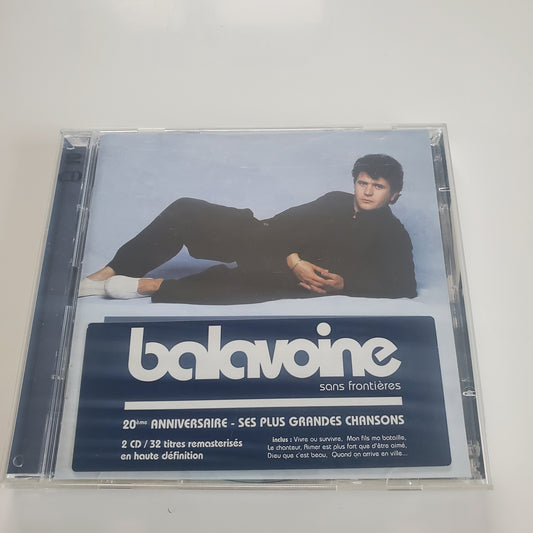 balavoine
sans frontières
20ème ANNIVERSAIRE - SES PLUS GRANDES CHANSONS
2 CD / 32 titres remasterisés
en haute définition
inclus : Vivre ou survivre, Mon fils ma bataille,
Le chanteur, Aimer est plus fort que d'être aimé,
Dieu que c'est beau, Quand on arrive en ville...